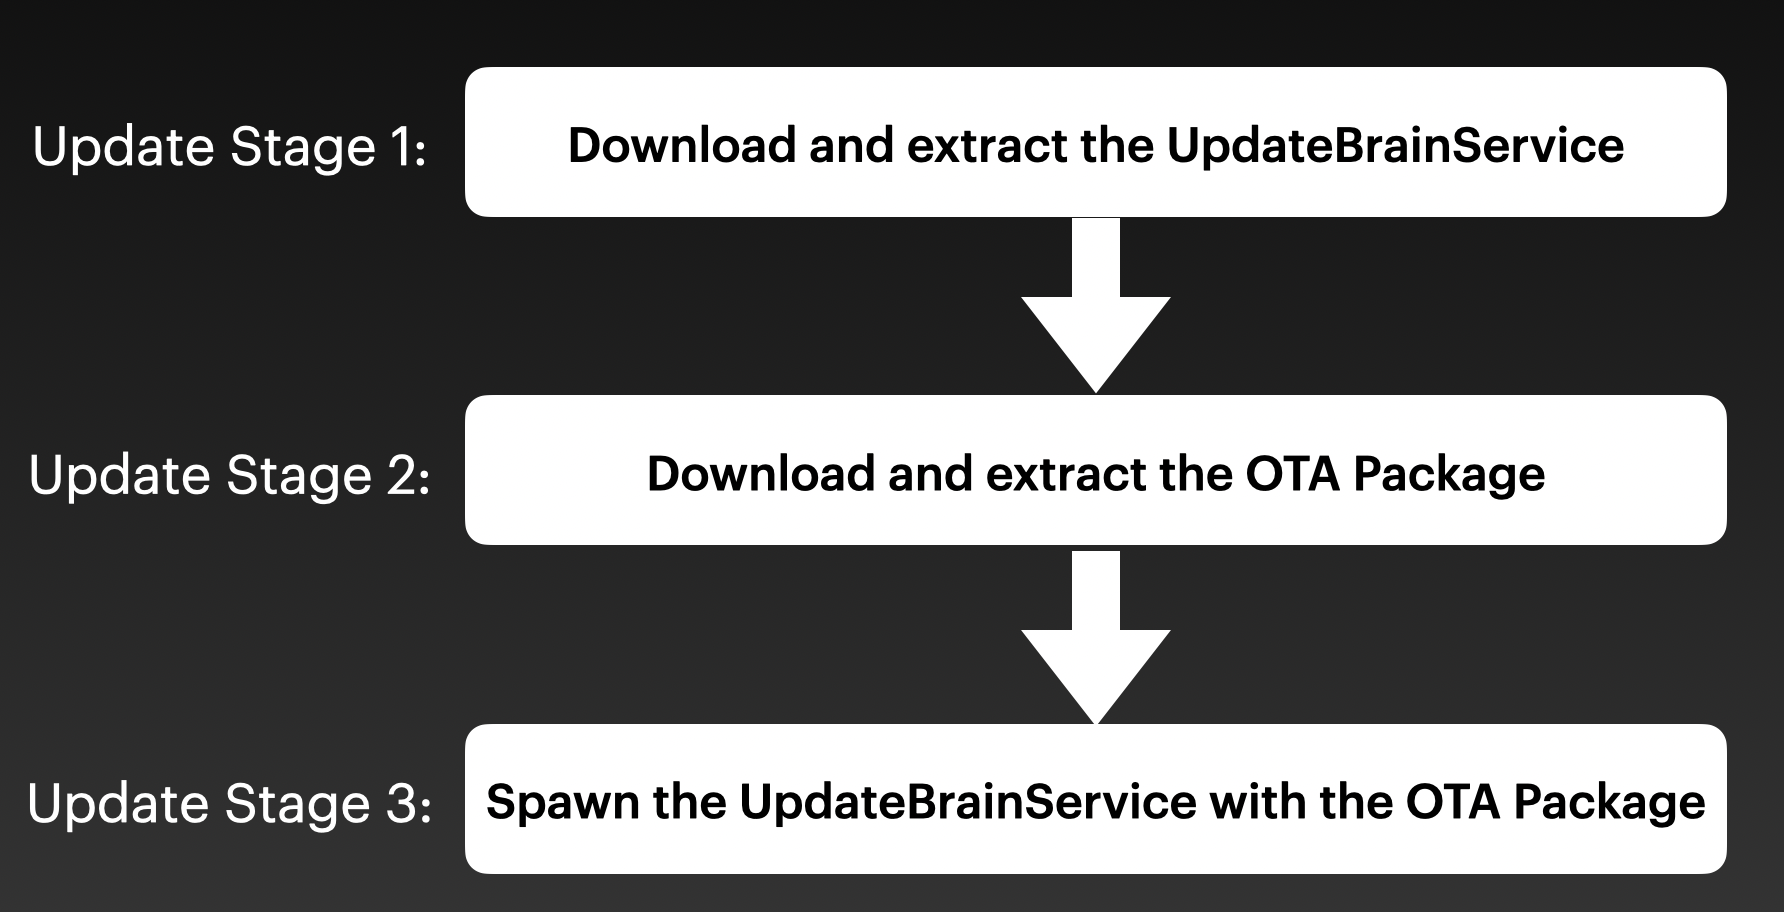 Update Stage 1:
Download and extract the UpdateBrainService
Update Stage 2:
Download and extract the OTA Package
Update Stage 3:
Spawn the UpdateBrainService with the OTA Package